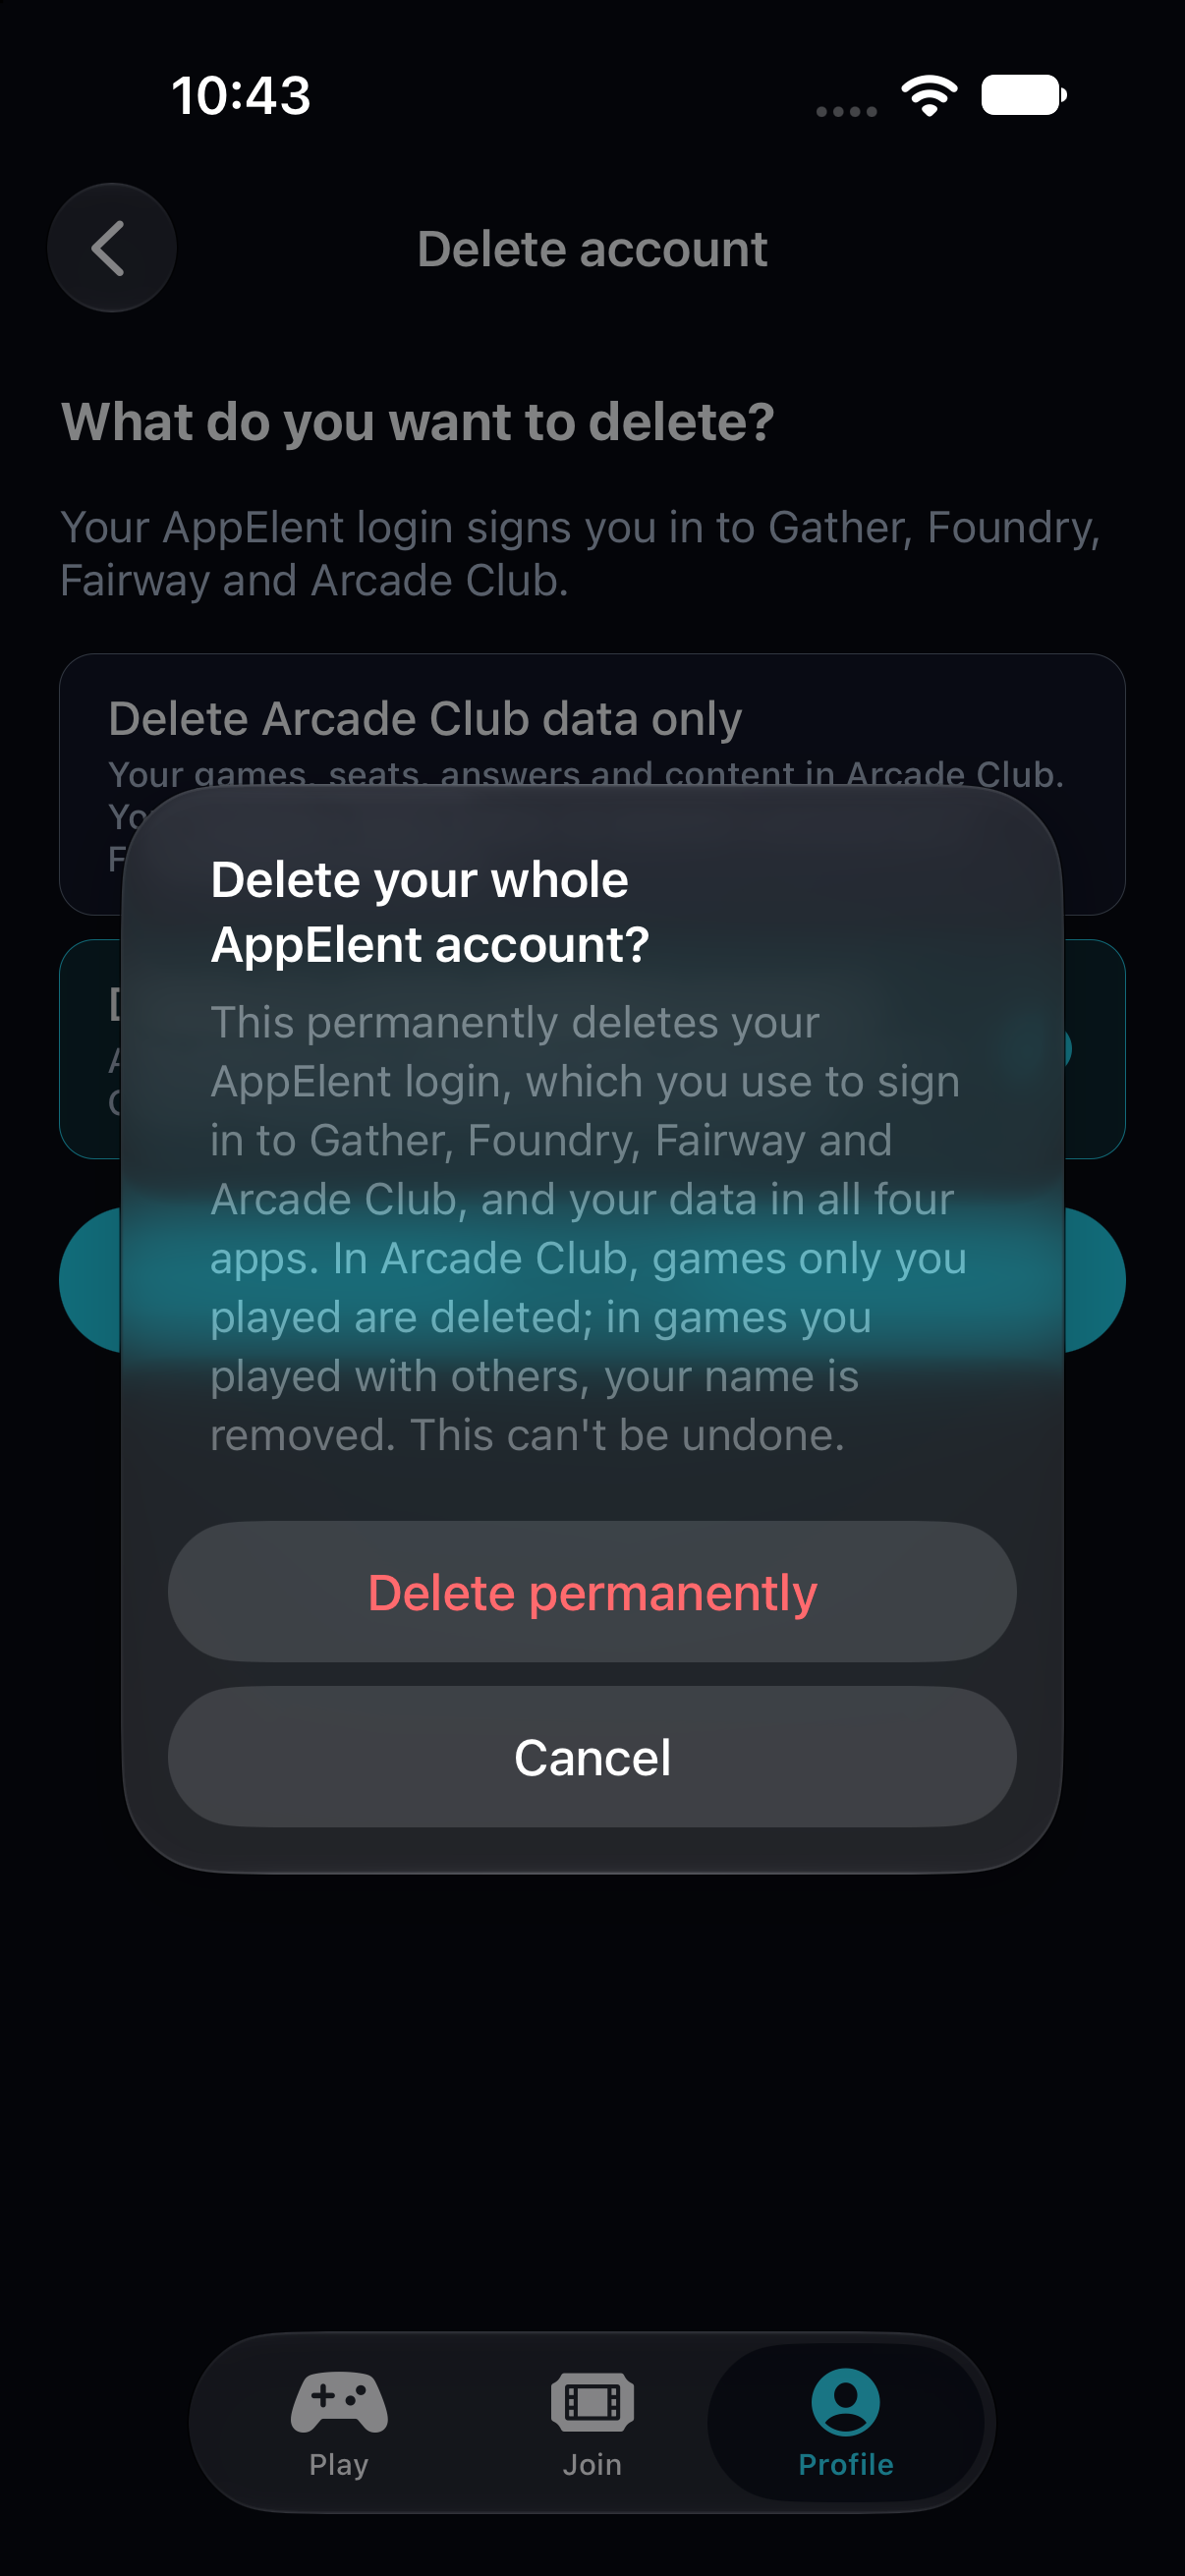 10:43
Delete account
What do you want to delete?
Your AppElent login signs you in to Gather, Foundry,
Fairway and Arcade Club.
Delete Arcade Club data only
Your games, seats, answers and content in Arcade Club.
Delete your whole
AppElent account?
This permanently deletes your
AppElent login, which you use to sign
in to Gather, Foundry, Fairway and
Arcade Club, and your data in all four
apps. In Arcade Club, games only you
played are deleted; in games you
played with others, your name is
removed. This can't be undone.
Delete permanently
Cancel
Play
Join
Profile